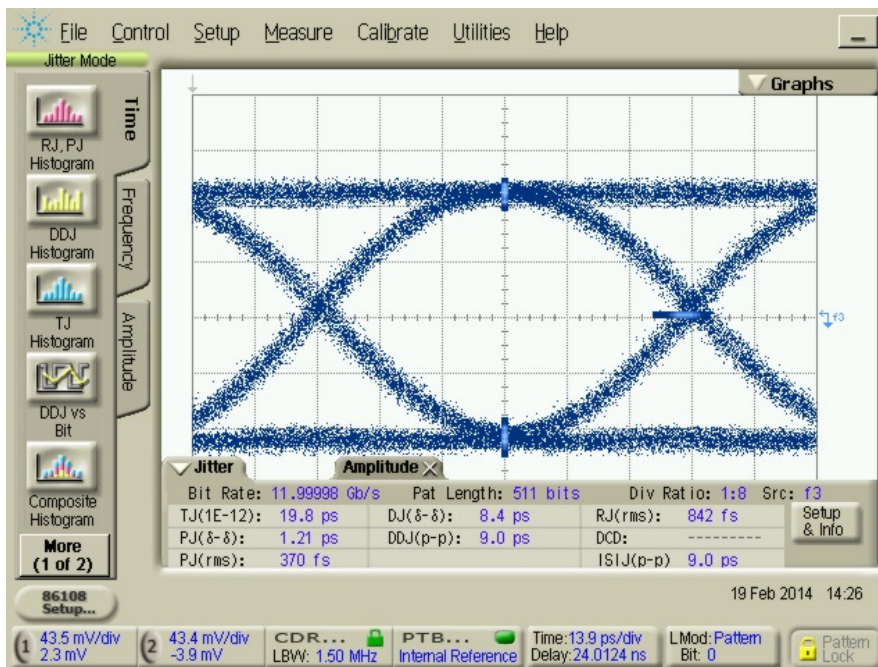 File Control Setup Measure Calibrate Utilities Help
Jitter Mode
Graphs
Time
Frequency
Amplitude
RJ, PJ
Histogram
DDJ
Histogram
TJ
Histogram
DDJ vs
Bit
Composite
Histogram
More
(1 of 2)
f3
Jitter Amplitude
Bit Rate: 11.99998 Gb/s Pat Length: 511 bits Div Ratio: 1:8 Src: f3
TJ(1E-12): 19.8 ps DJ(δ-δ): 8.4 ps RJ(rms): 842 fs
PJ(δ-δ): 1.21 ps DDJ(p-p): 9.0 ps DCD: ---------
PJ(rms): 370 fs ISIJ(p-p) 9.0 ps
Setup
& Info
86108
Setup...
19 Feb 2014 14:26
1 43.5 mV/div
2.3 mV
2 43.4 mV/div
-3.9 mV
CDR...
LBW: 1.50 MHz
PTB...
Internal Reference
Time:13.9 ps/div
Delay:24.0124 ns
LMod: Pattern
Bit: 0
Pattern
Lock